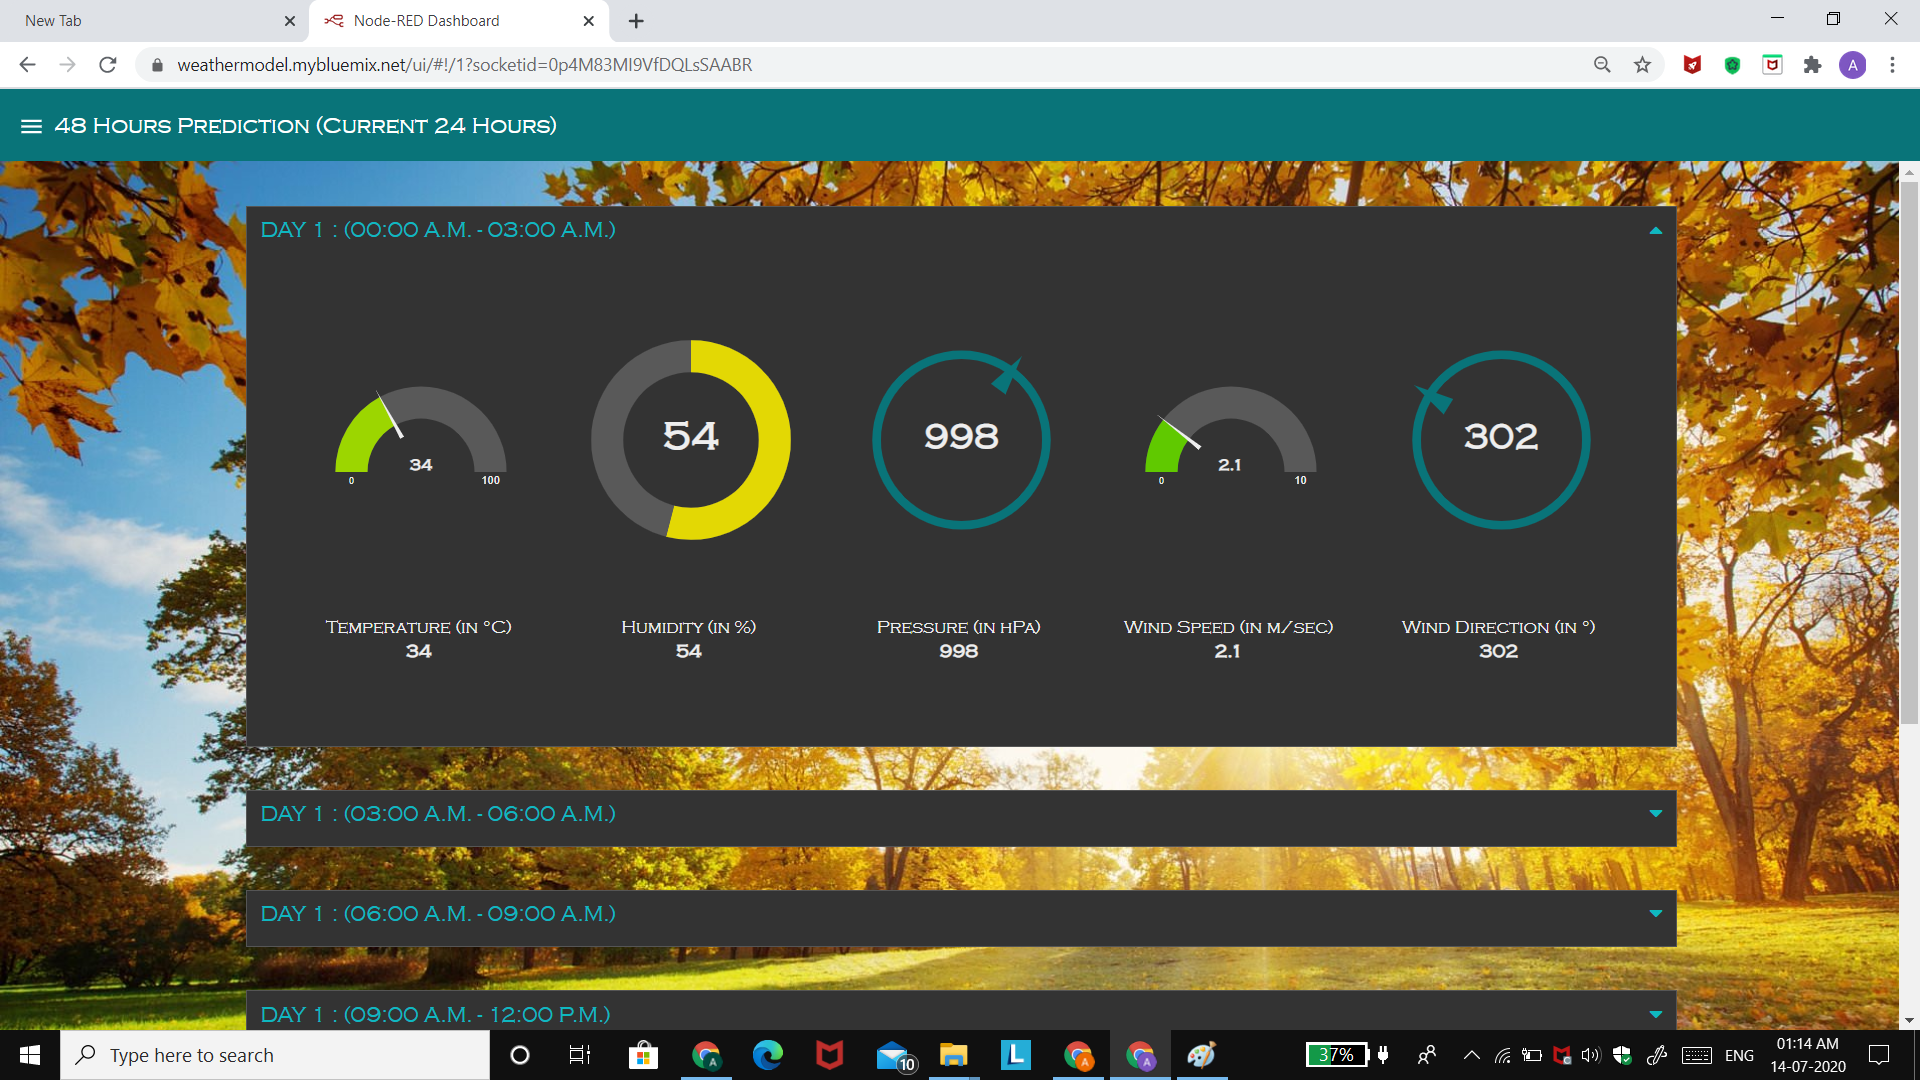 New Tab
Node-RED Dashboard
weathermodel.mybluemix.net/ui/#!/1?socketid=0p4M83MI9VfDQLsSAABR
A
48 Hours Prediction (Current 24 Hours)
DAY 1 : (00:00 A.M. - 03:00 A.M.)
34
0 100
54
998
2.1
0 10
302
Temperature (in °C)
34
Humidity (in %)
54
Pressure (in hPa)
998
Wind Speed (in m/sec)
2.1
Wind Direction (in °)
302
DAY 1 : (03:00 A.M. - 06:00 A.M.)
DAY 1 : (06:00 A.M. - 09:00 A.M.)
DAY 1 : (09:00 A.M. - 12:00 P.M.)
Type here to search
A
10
L
A
A
37%
ENG
01:14 AM
14-07-2020